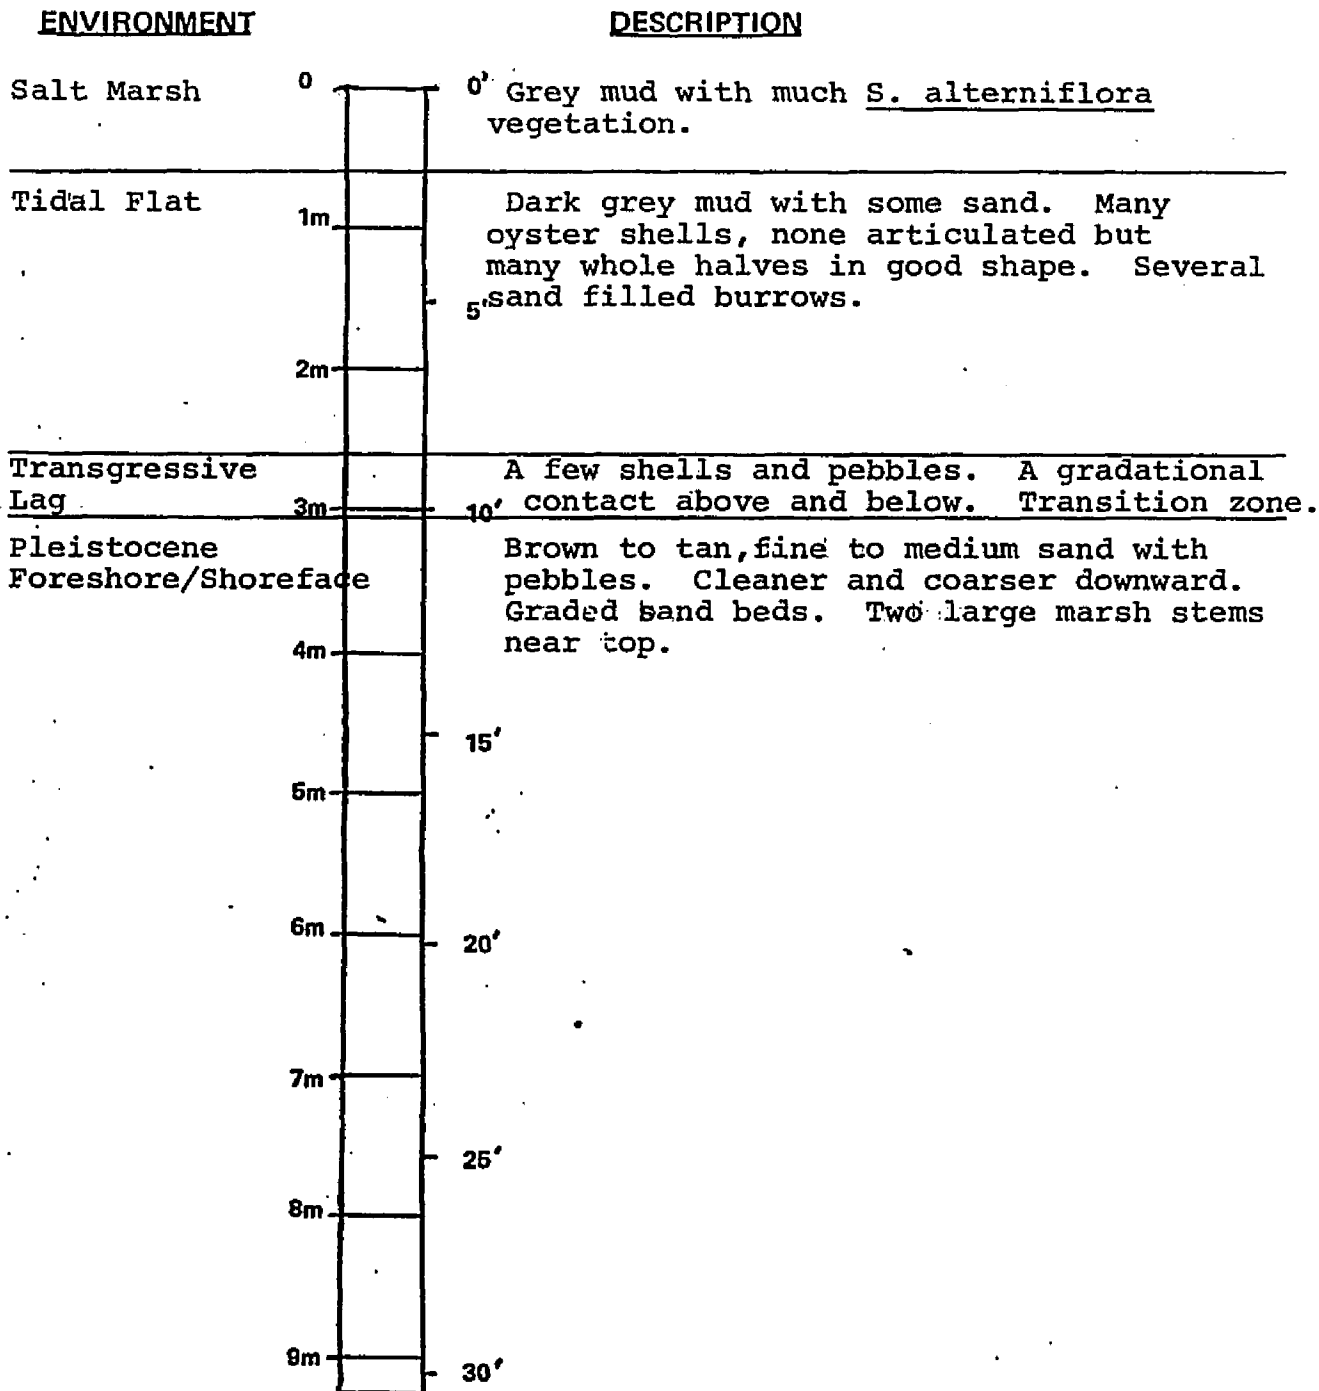 ENVIRONMENT DESCRIPTION
Salt Marsh 0 0' Grey mud with much S. alterniflora
vegetation.
Tidal Flat Dark grey mud with some sand. Many
1m oyster shells, none articulated but
many whole halves in good shape. Several
5' sand filled burrows.
2m
Transgressive A few shells and pebbles. A gradational
Lag 3m 10' contact above and below. Transition zone.
Pleistocene Brown to tan, fine to medium sand with
Foreshore/Shoreface pebbles. Cleaner and coarser downward.
Graded sand beds. Two large marsh stems
4m near top.
15'
5m
6m 20'
7m
25'
8m
9m 30'